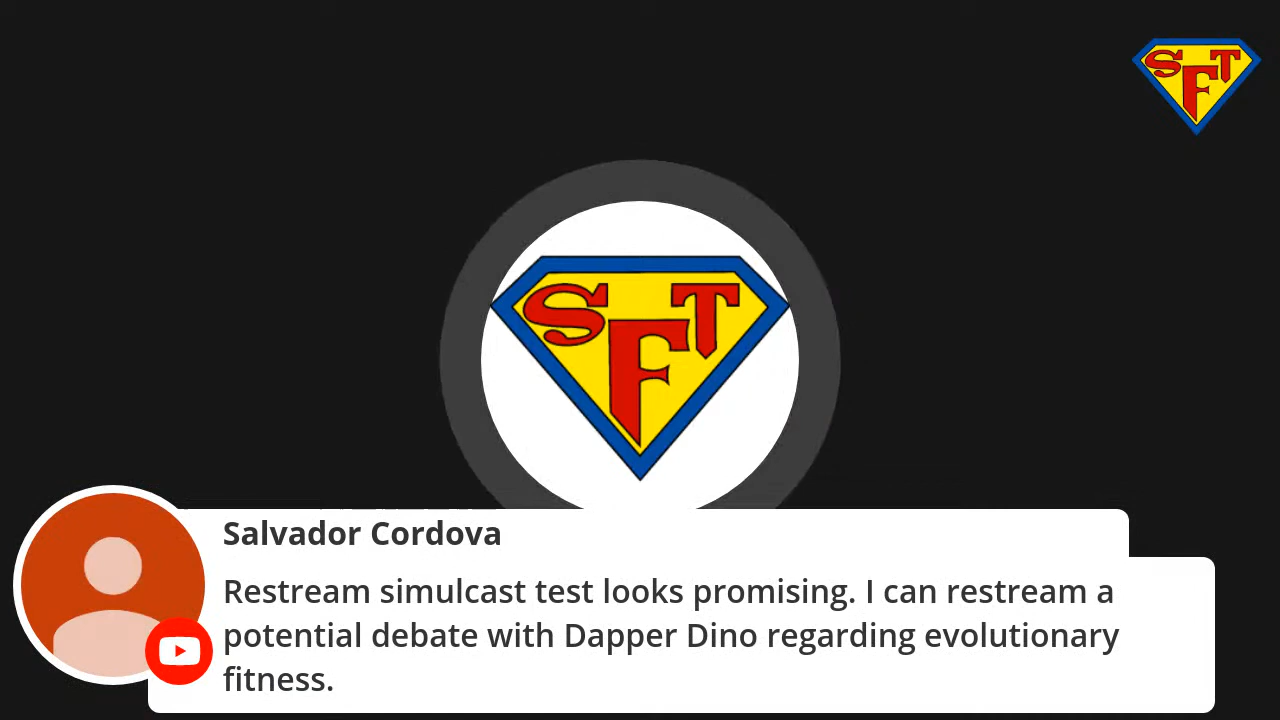 SFT
SFT
Salvador Cordova
Restream simulcast test looks promising. I can restream a
potential debate with Dapper Dino regarding evolutionary
fitness.